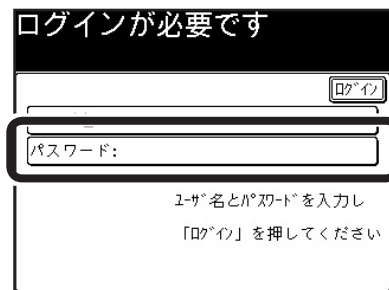 ログインが必要です
ﾛｸﾞｲﾝ
パスワード:
ﾕｰｻﾞ名とﾊﾟｽﾜｰﾄﾞを入力し
「ﾛｸﾞｲﾝ」を押してください